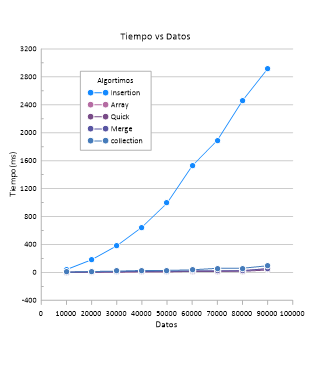 Tiempo vs Datos
3200
2800
2400
2000
1600
1200
800
400
0
-400
Tiempo(ms)
Algortimos
Insertion
Array
Quick
Merge
collection
0 10000 20000 30000 40000 50000 60000 70000 80000 90000 100000
Datos